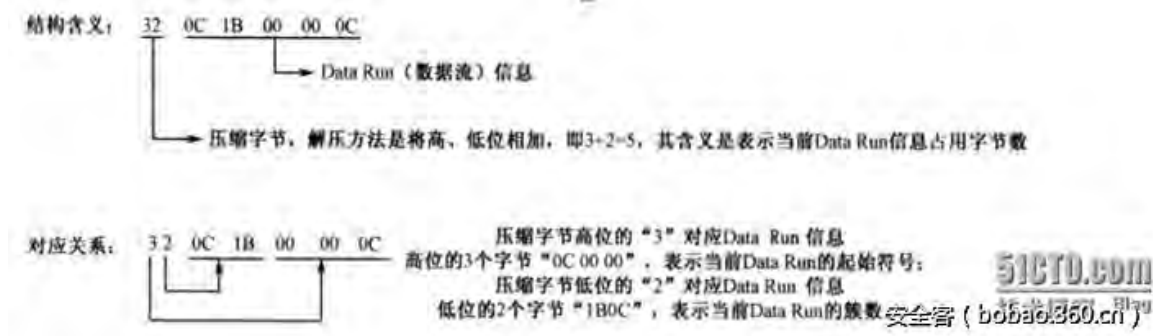 结构含义： 32 0C 1B 00 00 0C
Data Run（数据流）信息
压缩字节，解压方法是将高、低位相加，即3+2=5，其含义是表示当前Data Run信息占用字节数
对应关系： 3 2 0C 1B 00 00 0C
压缩字节高位的“3”对应Data Run 信息
高位的3个字节“0C 00 00”，表示当前Data Run的起始符号；
压缩字节低位的“2”对应Data Run 信息
低位的2个字节“1B0C”，表示当前Data Run的簇数
51CTO.com
Blog
安全客（bobao.360.cn）